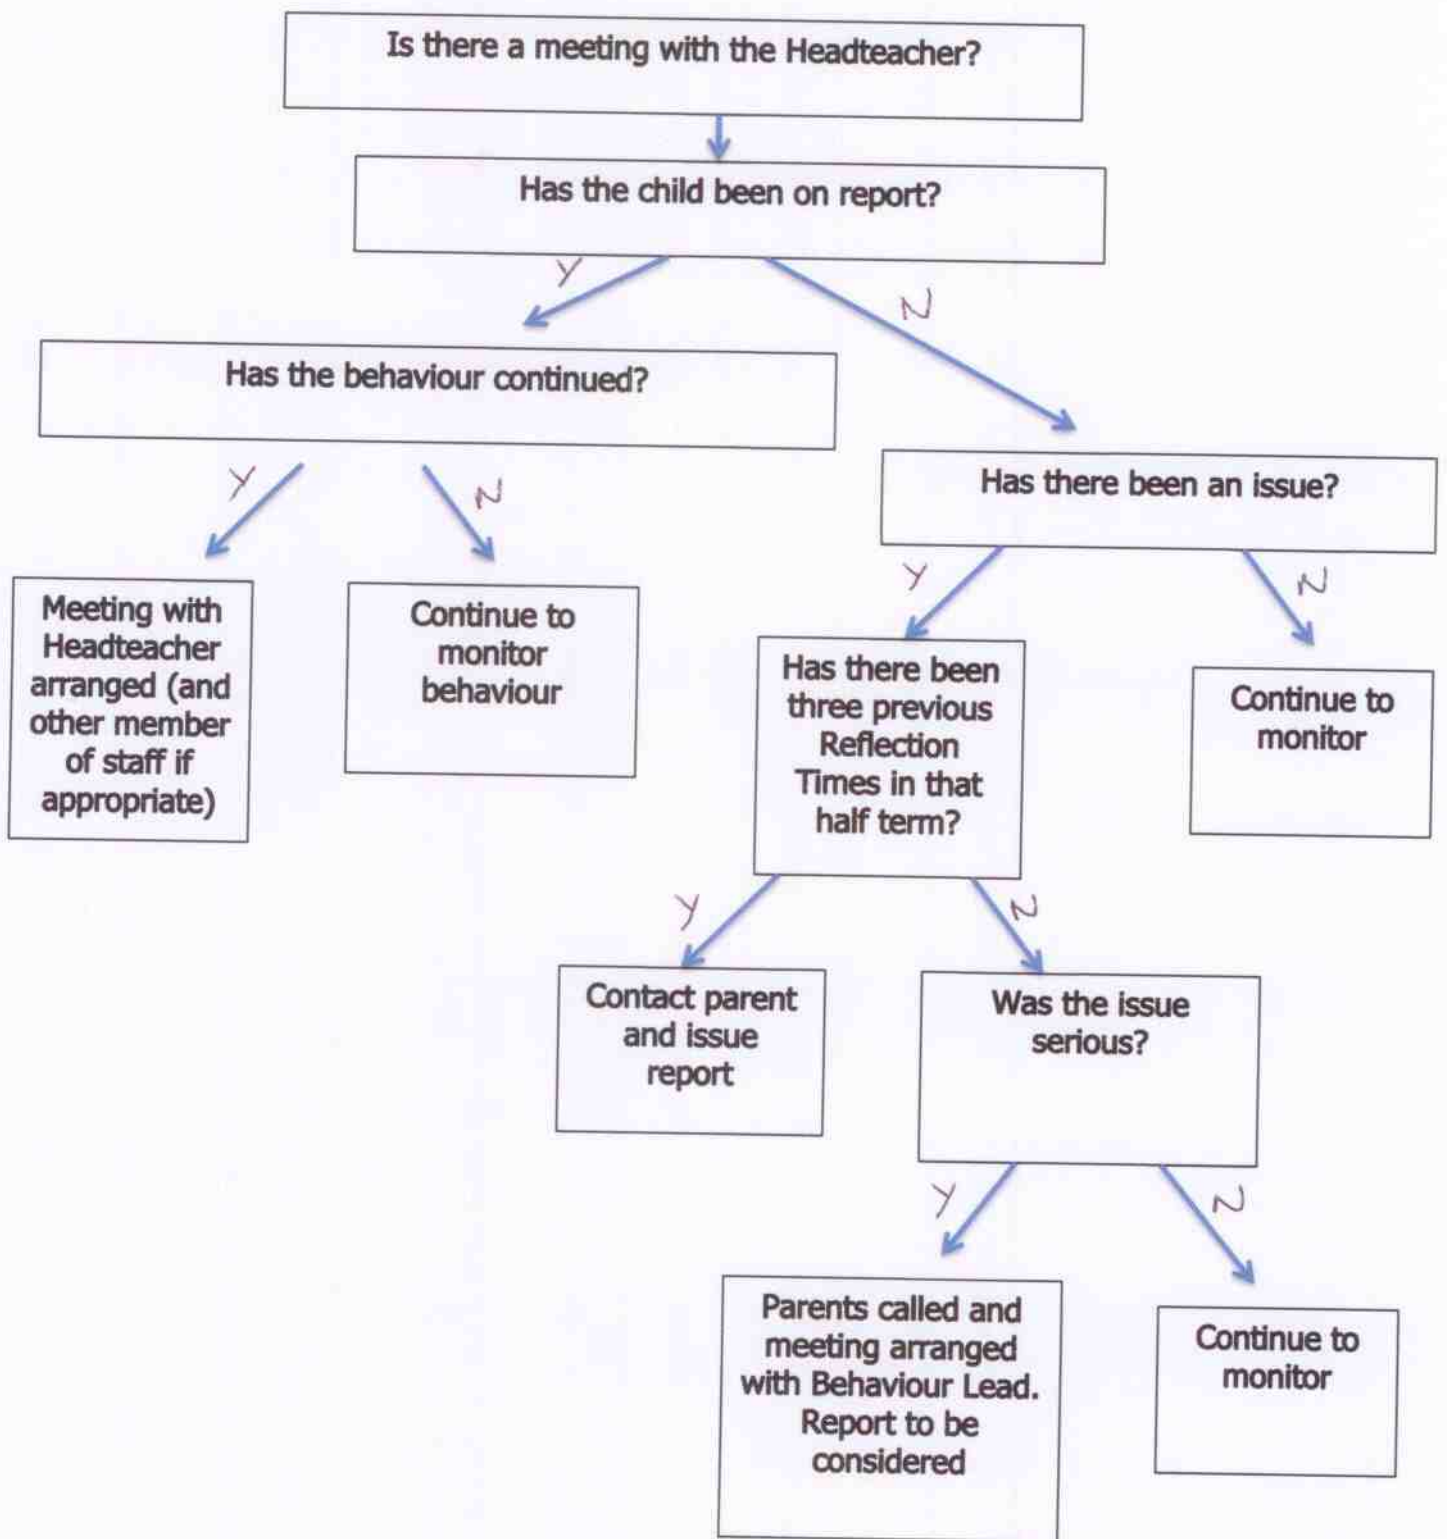 Is there a meeting with the Headteacher?
Has the child been on report?
Y
N
Has the behaviour continued?
Y
N
Has there been an issue?
Y
N
Meeting with
Headteacher
arranged (and
other member
of staff if
appropriate)
Continue to
monitor
behaviour
Has there been
three previous
Reflection
Times in that
half term?
Continue to
monitor
Y
N
Contact parent
and issue
report
Was the issue
serious?
Y
N
Parents called and
meeting arranged
with Behaviour Lead.
Report to be
considered
Continue to
monitor